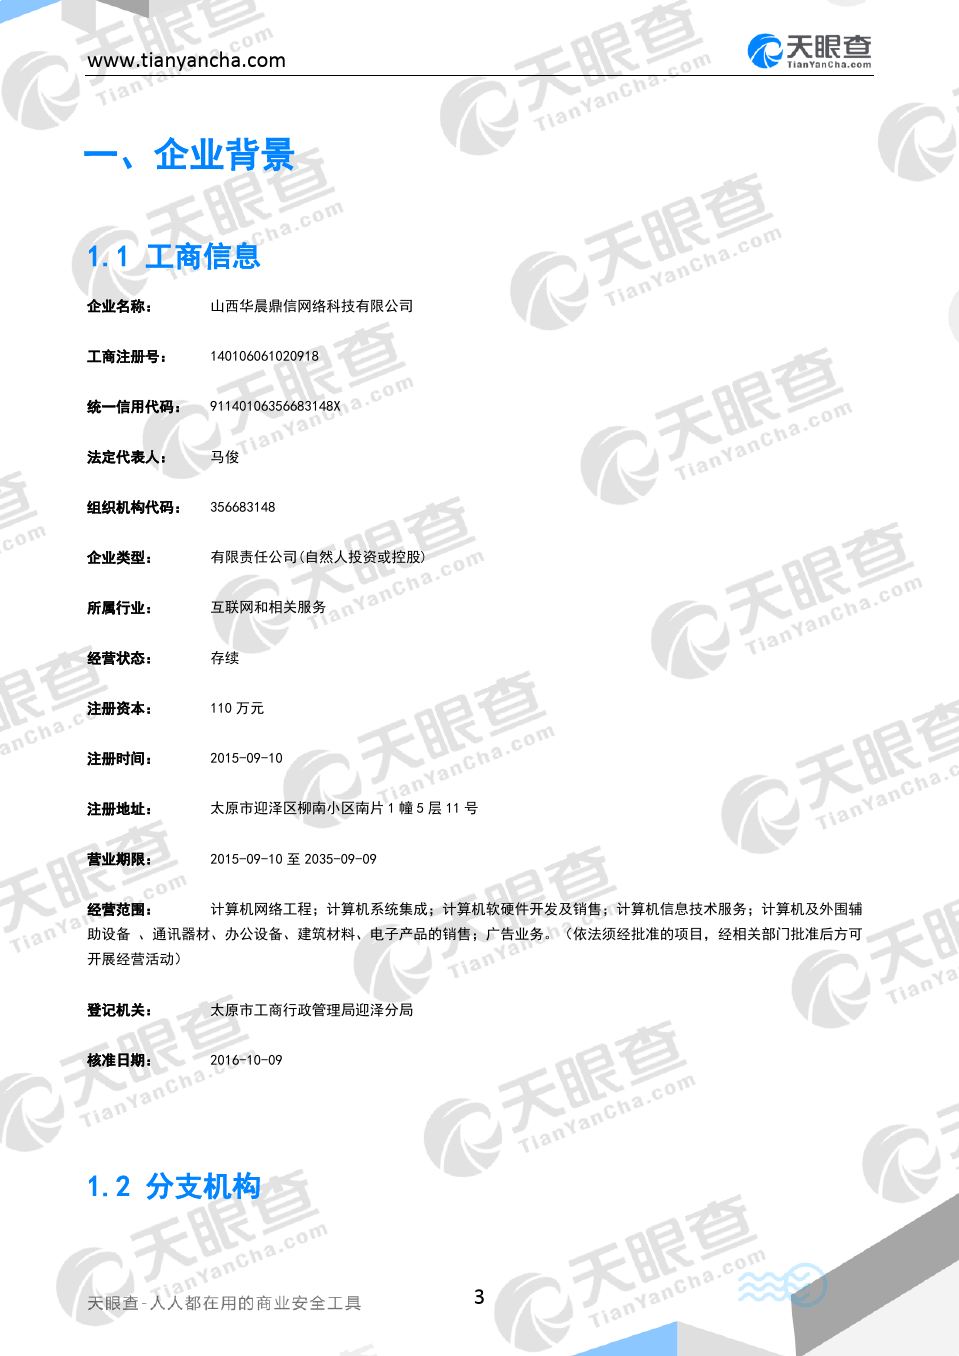 www.tianyancha.com
天眼查
TianYanCha.com
一、企业背景
1.1 工商信息
企业名称： 山西华晨鼎信网络科技有限公司
工商注册号： 140106061020918
统一信用代码： 91140106356683148X
法定代表人： 马俊
组织机构代码： 356683148
企业类型： 有限责任公司(自然人投资或控股)
所属行业： 互联网和相关服务
经营状态： 存续
注册资本： 110 万元
注册时间： 2015-09-10
注册地址： 太原市迎泽区柳南小区南片 1 幢 5 层 11 号
营业期限： 2015-09-10 至 2035-09-09
经营范围： 计算机网络工程；计算机系统集成；计算机软硬件开发及销售；计算机信息技术服务；计算机及外围辅
助设备 、通讯器材、办公设备、建筑材料、电子产品的销售；广告业务。（依法须经批准的项目，经相关部门批准后方可
开展经营活动）
登记机关： 太原市工商行政管理局迎泽分局
核准日期： 2016-10-09
1.2 分支机构
天眼查-人人都在用的商业安全工具
3